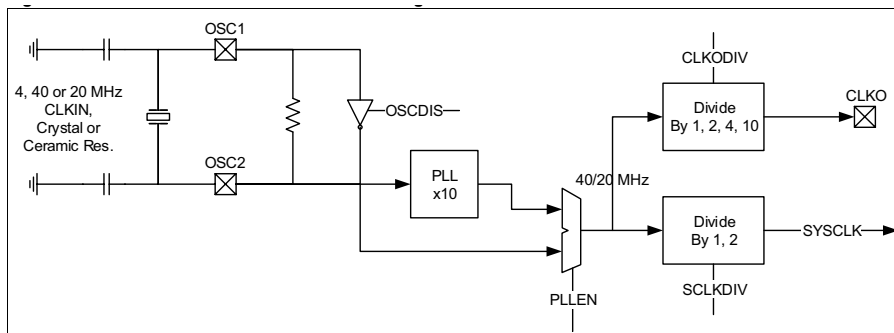 OSC1
4, 40 or 20 MHz
CLKIN,
Crystal or
Ceramic Res.
OSCDIS
OSC2
PLL
x10
40/20 MHz
PLLEN
CLKODIV
Divide
By 1, 2, 4, 10
CLKO
Divide
By 1, 2
SYSCLK
SCLKDIV